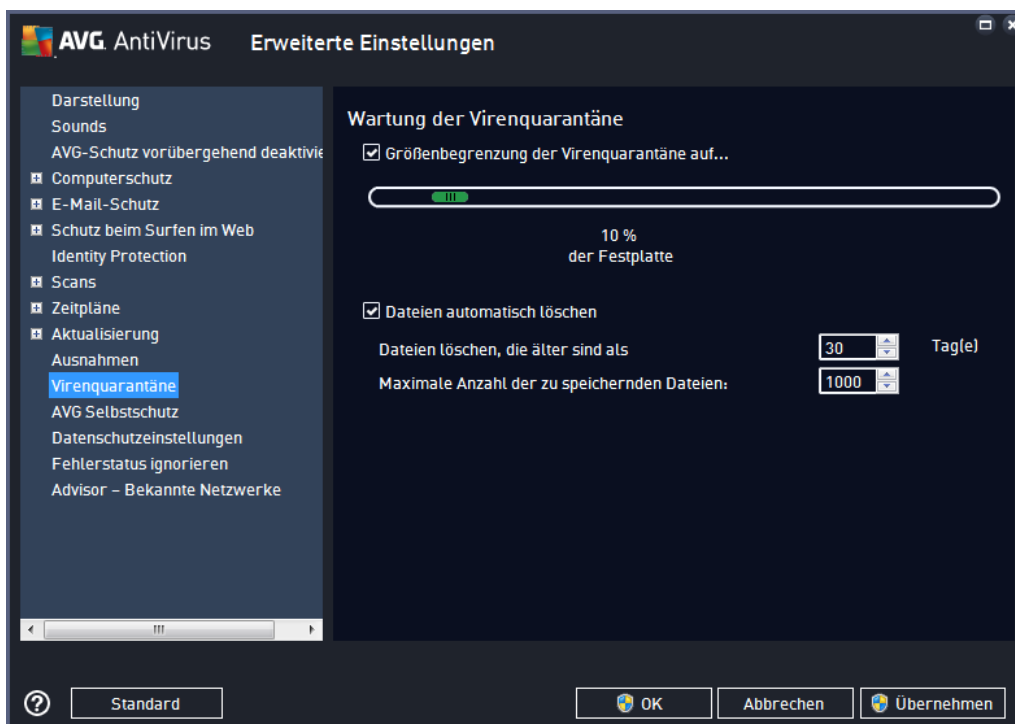 AVG. AntiVirus Erweiterte Einstellungen
Darstellung
Sounds
AVG-Schutz vorübergehend
Computerschutz
E-Mail-Schutz
Schutz beim Surfen im Web
Identity Protection
Scans
Zeitpläne
Aktualisierung
Ausnahmen
Virenquarantäne
AVG Selbstschutz
Datenschutzeinstellungen
Fehlerstatus ignorieren
Advisor – Bekannte Netzwerke
Wartung der Virenquarantäne
Größenbegrenzung der Virenquarantäne auf...
10 %
der Festplatte
Dateien automatisch löschen
Dateien löschen, die älter sind als 30 Tag(e)
Maximale Anzahl der zu speichernden Dateien: 1000
Standard OK Abbrechen Übernehmen